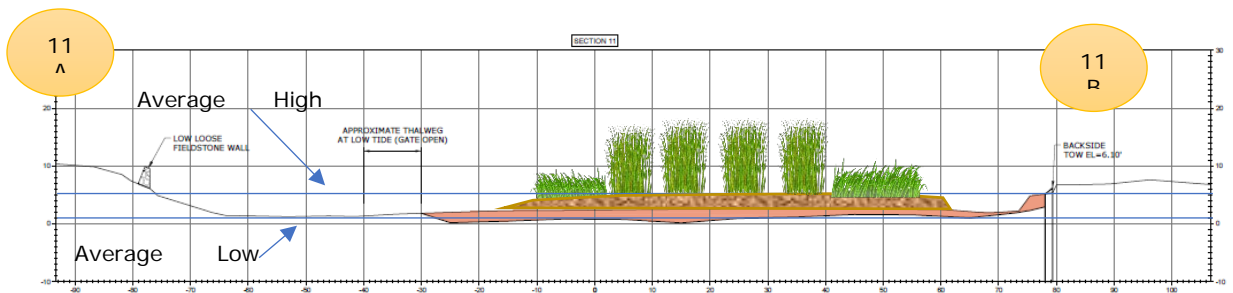 SECTION 11
11
A
11
B
Average High
APPROXIMATE THALWEG
AT LOW TIDE (GATE OPEN)
LOW LOOSE
FIELDSTONE WALL
BACKSIDE
TOW EL=6.10'
Average Low
30
20
20
10
10
0
0
-10
-10
-90 -80 -70 -60 -50 -40 -30 -20 -10 0 10 20 30 40 50 60 70 80 90 100